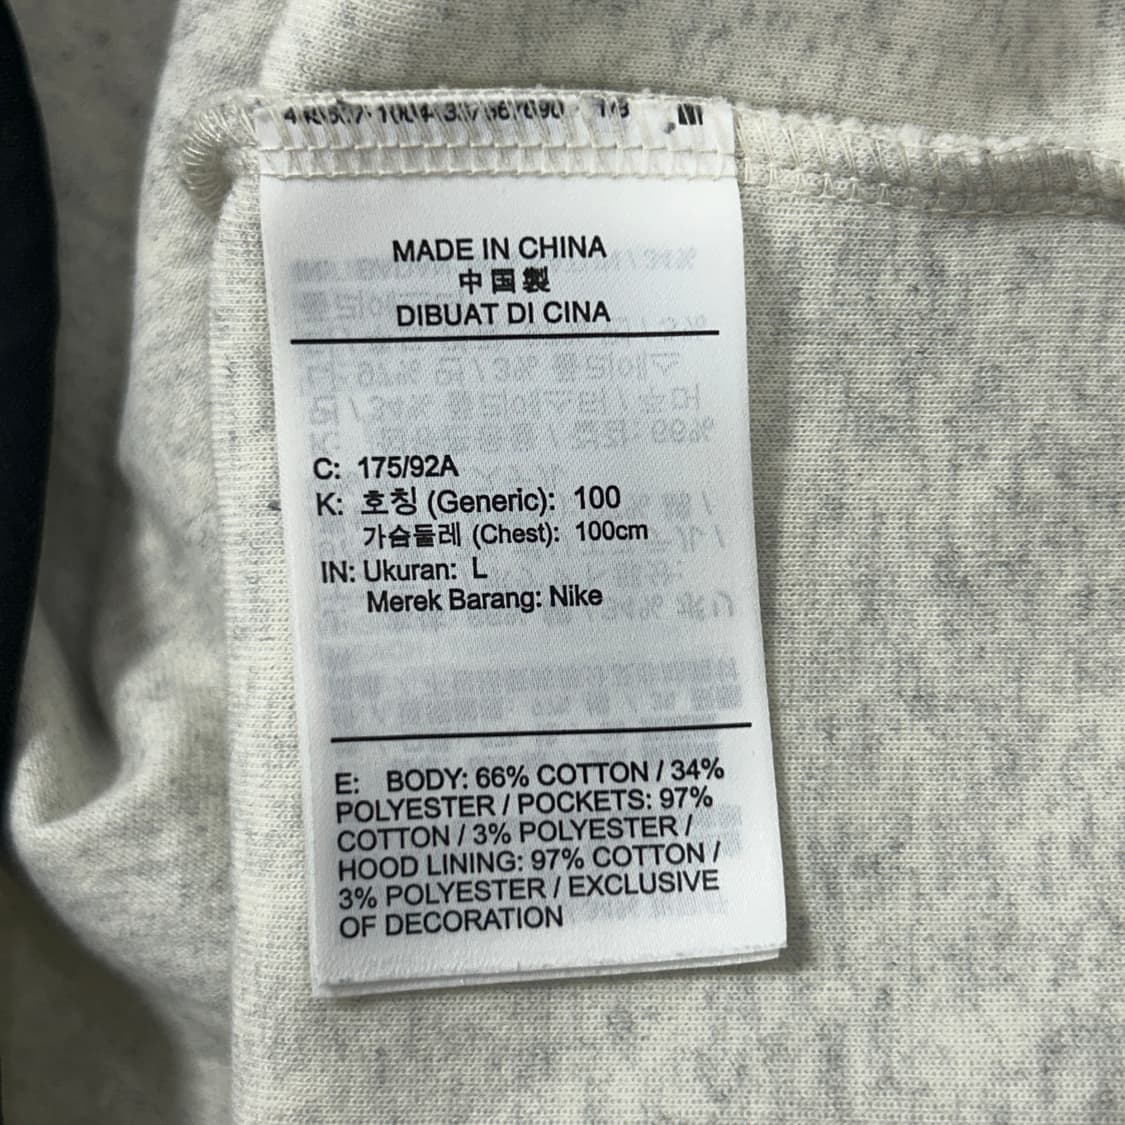 MADE IN CHINA
中国製
DIBUAT DI CINA
C: 175/92A
K: 호칭 (Generic): 100
가슴둘레 (Chest): 100cm
IN: Ukuran: L
Merek Barang: Nike
E: BODY: 66% COTTON / 34%
POLYESTER / POCKETS: 97%
COTTON / 3% POLYESTER /
HOOD LINING: 97% COTTON /
3% POLYESTER / EXCLUSIVE
OF DECORATION